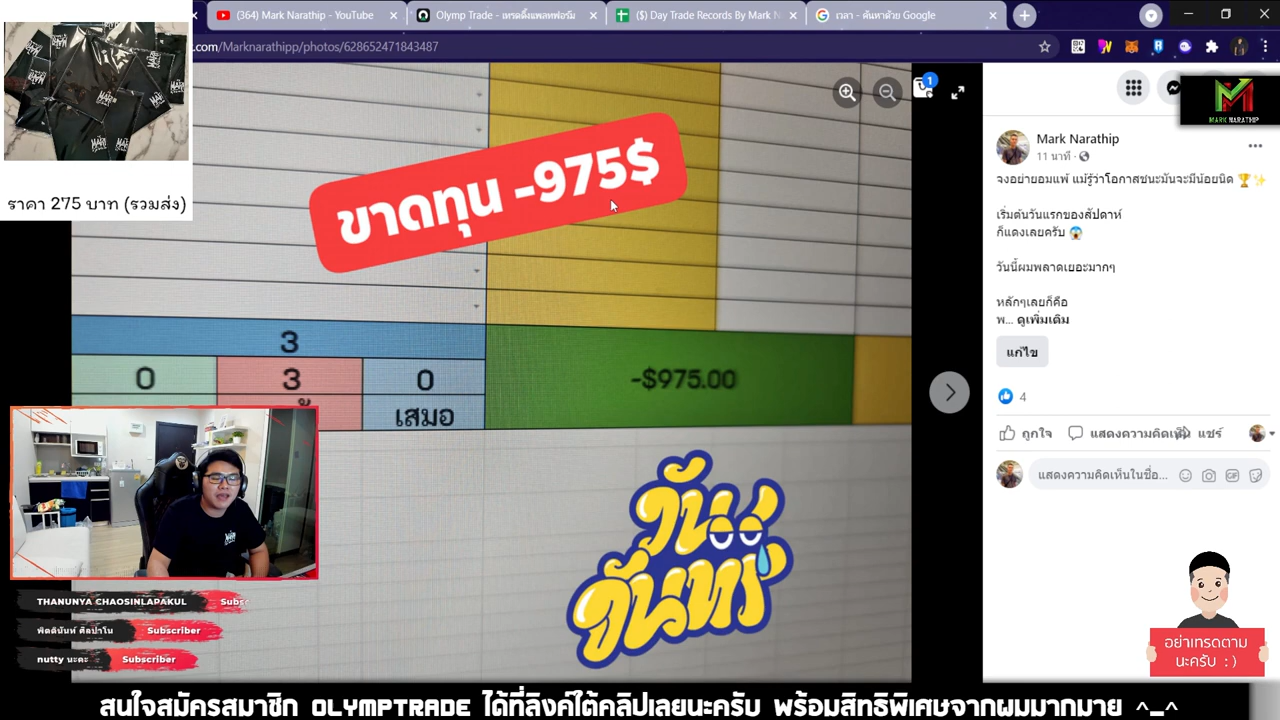 (364) Mark Narathip - YouTube
Olymp Trade - เทรดดิ้งแพลทฟอร์ม
($) Day Trade Records By Mark N
เวลา - ค้นหาด้วย Google
.com/Marknarathipp/photos/628652471843487
ราคา 275 บาท (รวมส่ง)
ขาดทุน -975$
3
0
3
0
-$975.00
เสมอ
วัน
จันทร์
1
MARK NARATHIP
Mark Narathip
11 นาที
จงอย่ายอมแพ้ แม้รู้ว่าโอกาสชนะมันจะมีน้อยนิด
เริ่มต้นวันแรกของสัปดาห์
ก็แดงเลยครับ
วันนี้ผมพลาดเยอะมากๆ
หลักๆเลยก็คือ
พ... ดูเพิ่มเติม
แก้ไข
4
ถูกใจ
แสดงความคิดเห็น
แชร์
แสดงความคิดเห็นในชื่อ...
GIF
THANUNYA CHAOSINLAPAKUL Subs
พัตตินันท์ ศิลปาโน Subscriber
nutty นะคะ Subscriber
อย่าเทรดตาม
นะครับ : )
สนใจสมัครสมาชิก OLYMPTRADE ได้ที่ลิงค์ใต้คลิปเลยนะครับ พร้อมสิทธิพิเศษจากผมมากมาย ^_^